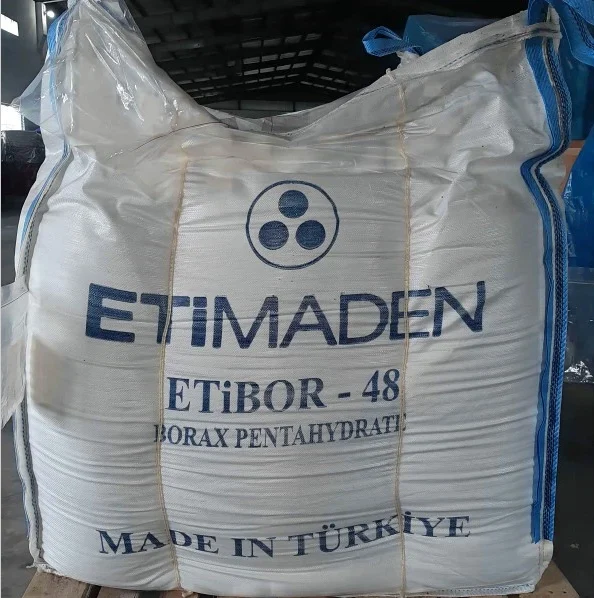 ETiMADEN
ETiBOR - 48
BORAX PENTAHYDRATE
MADE IN TÜRKİYE